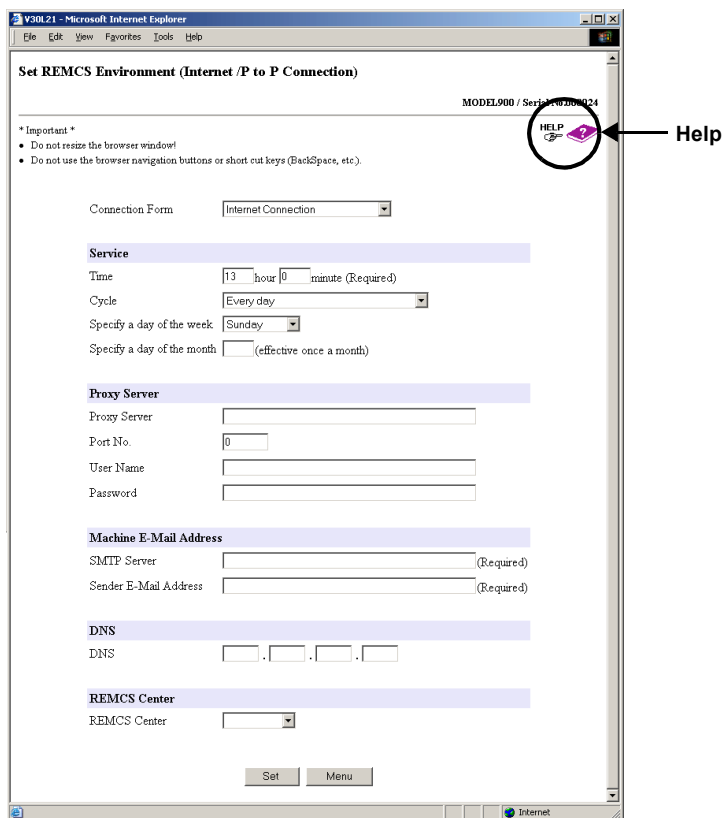 V30L21 - Microsoft Internet Explorer
File Edit View Favorites Tools Help
Set REMCS Environment (Internet /P to P Connection)
MODEL900 / Serial No.000024
HELP
Help
* Important *
• Do not resize the browser window!
• Do not use the browser navigation buttons or short cut keys (BackSpace, etc.).
Connection Form Internet Connection
Service
Time 13 hour 0 minute (Required)
Cycle Every day
Specify a day of the week Sunday
Specify a day of the month (effective once a month)
Proxy Server
Proxy Server
Port No. 0
User Name
Password
Machine E-Mail Address
SMTP Server (Required)
Sender E-Mail Address (Required)
DNS
DNS . . .
REMCS Center
REMCS Center
Set Menu
Internet